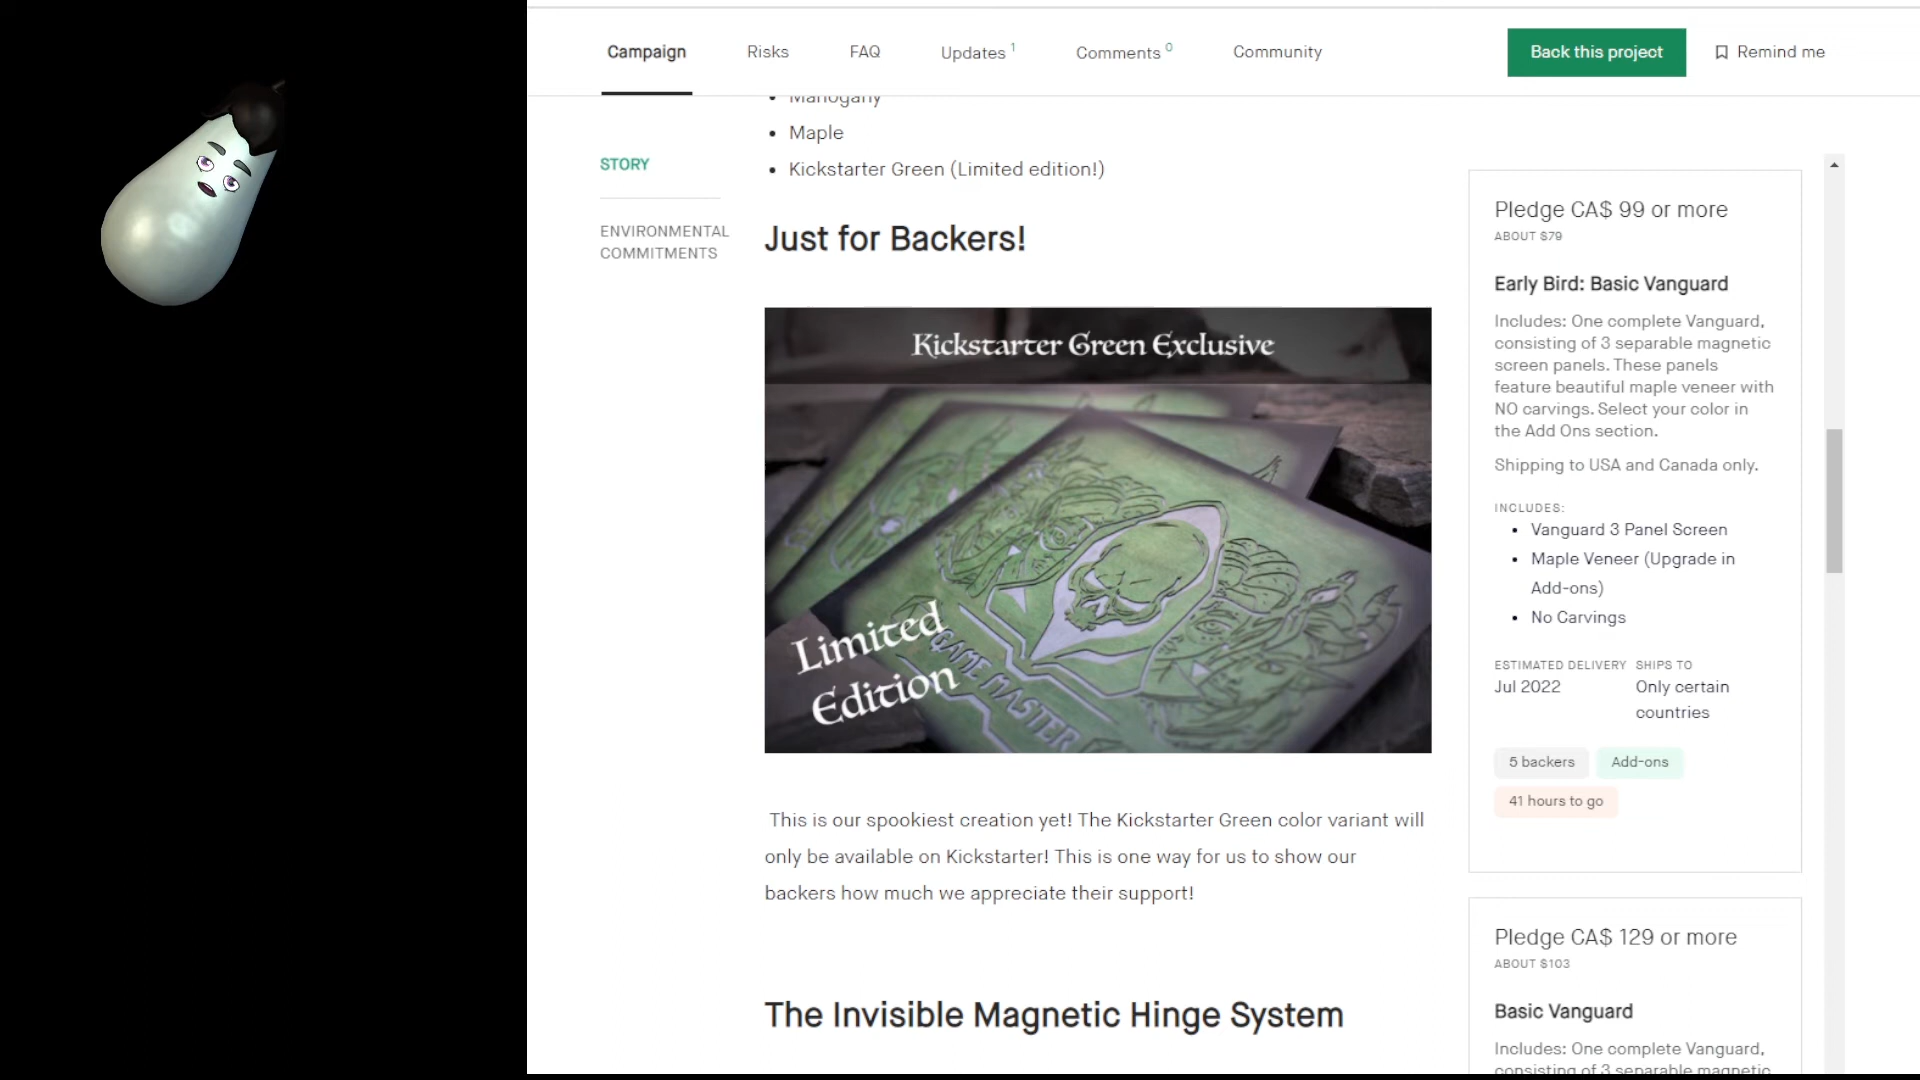 Campaign
Risks
FAQ
Updates 1
Comments 0
Community
Back this project
Remind me
STORY
ENVIRONMENTAL
COMMITMENTS
Mahogany
Maple
Kickstarter Green (Limited edition!)
Just for Backers!
Kickstarter Green Exclusive
Limited
Edition
GAME MASTER
This is our spookiest creation yet! The Kickstarter Green color variant will
only be available on Kickstarter! This is one way for us to show our
backers how much we appreciate their support!
The Invisible Magnetic Hinge System
Pledge CA$ 99 or more
ABOUT $79
Early Bird: Basic Vanguard
Includes: One complete Vanguard,
consisting of 3 separable magnetic
screen panels. These panels
feature beautiful maple veneer with
NO carvings. Select your color in
the Add Ons section.
Shipping to USA and Canada only.
INCLUDES:
Vanguard 3 Panel Screen
Maple Veneer (Upgrade in
Add-ons)
No Carvings
ESTIMATED DELIVERY
Jul 2022
SHIPS TO
Only certain
countries
5 backers
Add-ons
41 hours to go
Pledge CA$ 129 or more
ABOUT $103
Basic Vanguard
Includes: One complete Vanguard,
consisting of 3 separable magnetic